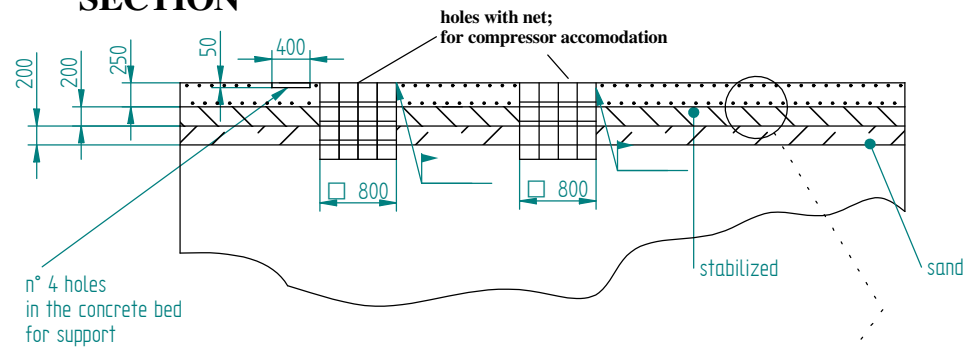 SECTION
holes with net;
for compressor accomodation
200
200
250
50
400
□ 800
□ 800
n° 4 holes
in the concrete bed
for support
stabilized
sand